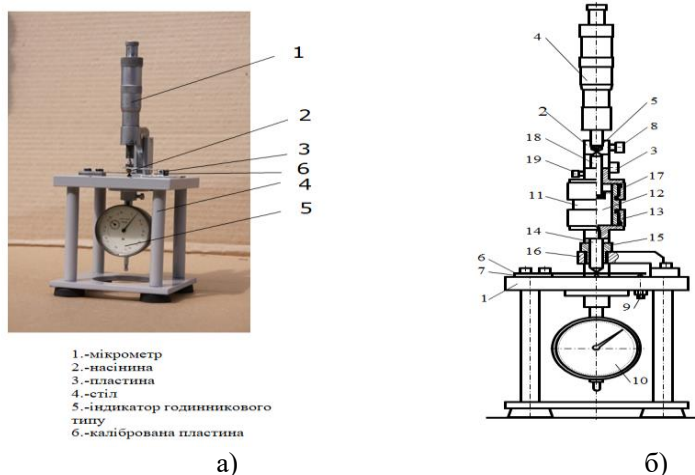 1
2
3
6
4
5
1.-мікрометр
2.-насінина
3.-пластина
4.-стіл
5.-індикатор годинникового
типу
6.-калібрована пластина
а)
4
5
2
8
18
3
19
17
11
12
13
14
15
16
6
7
1
9
10
б)